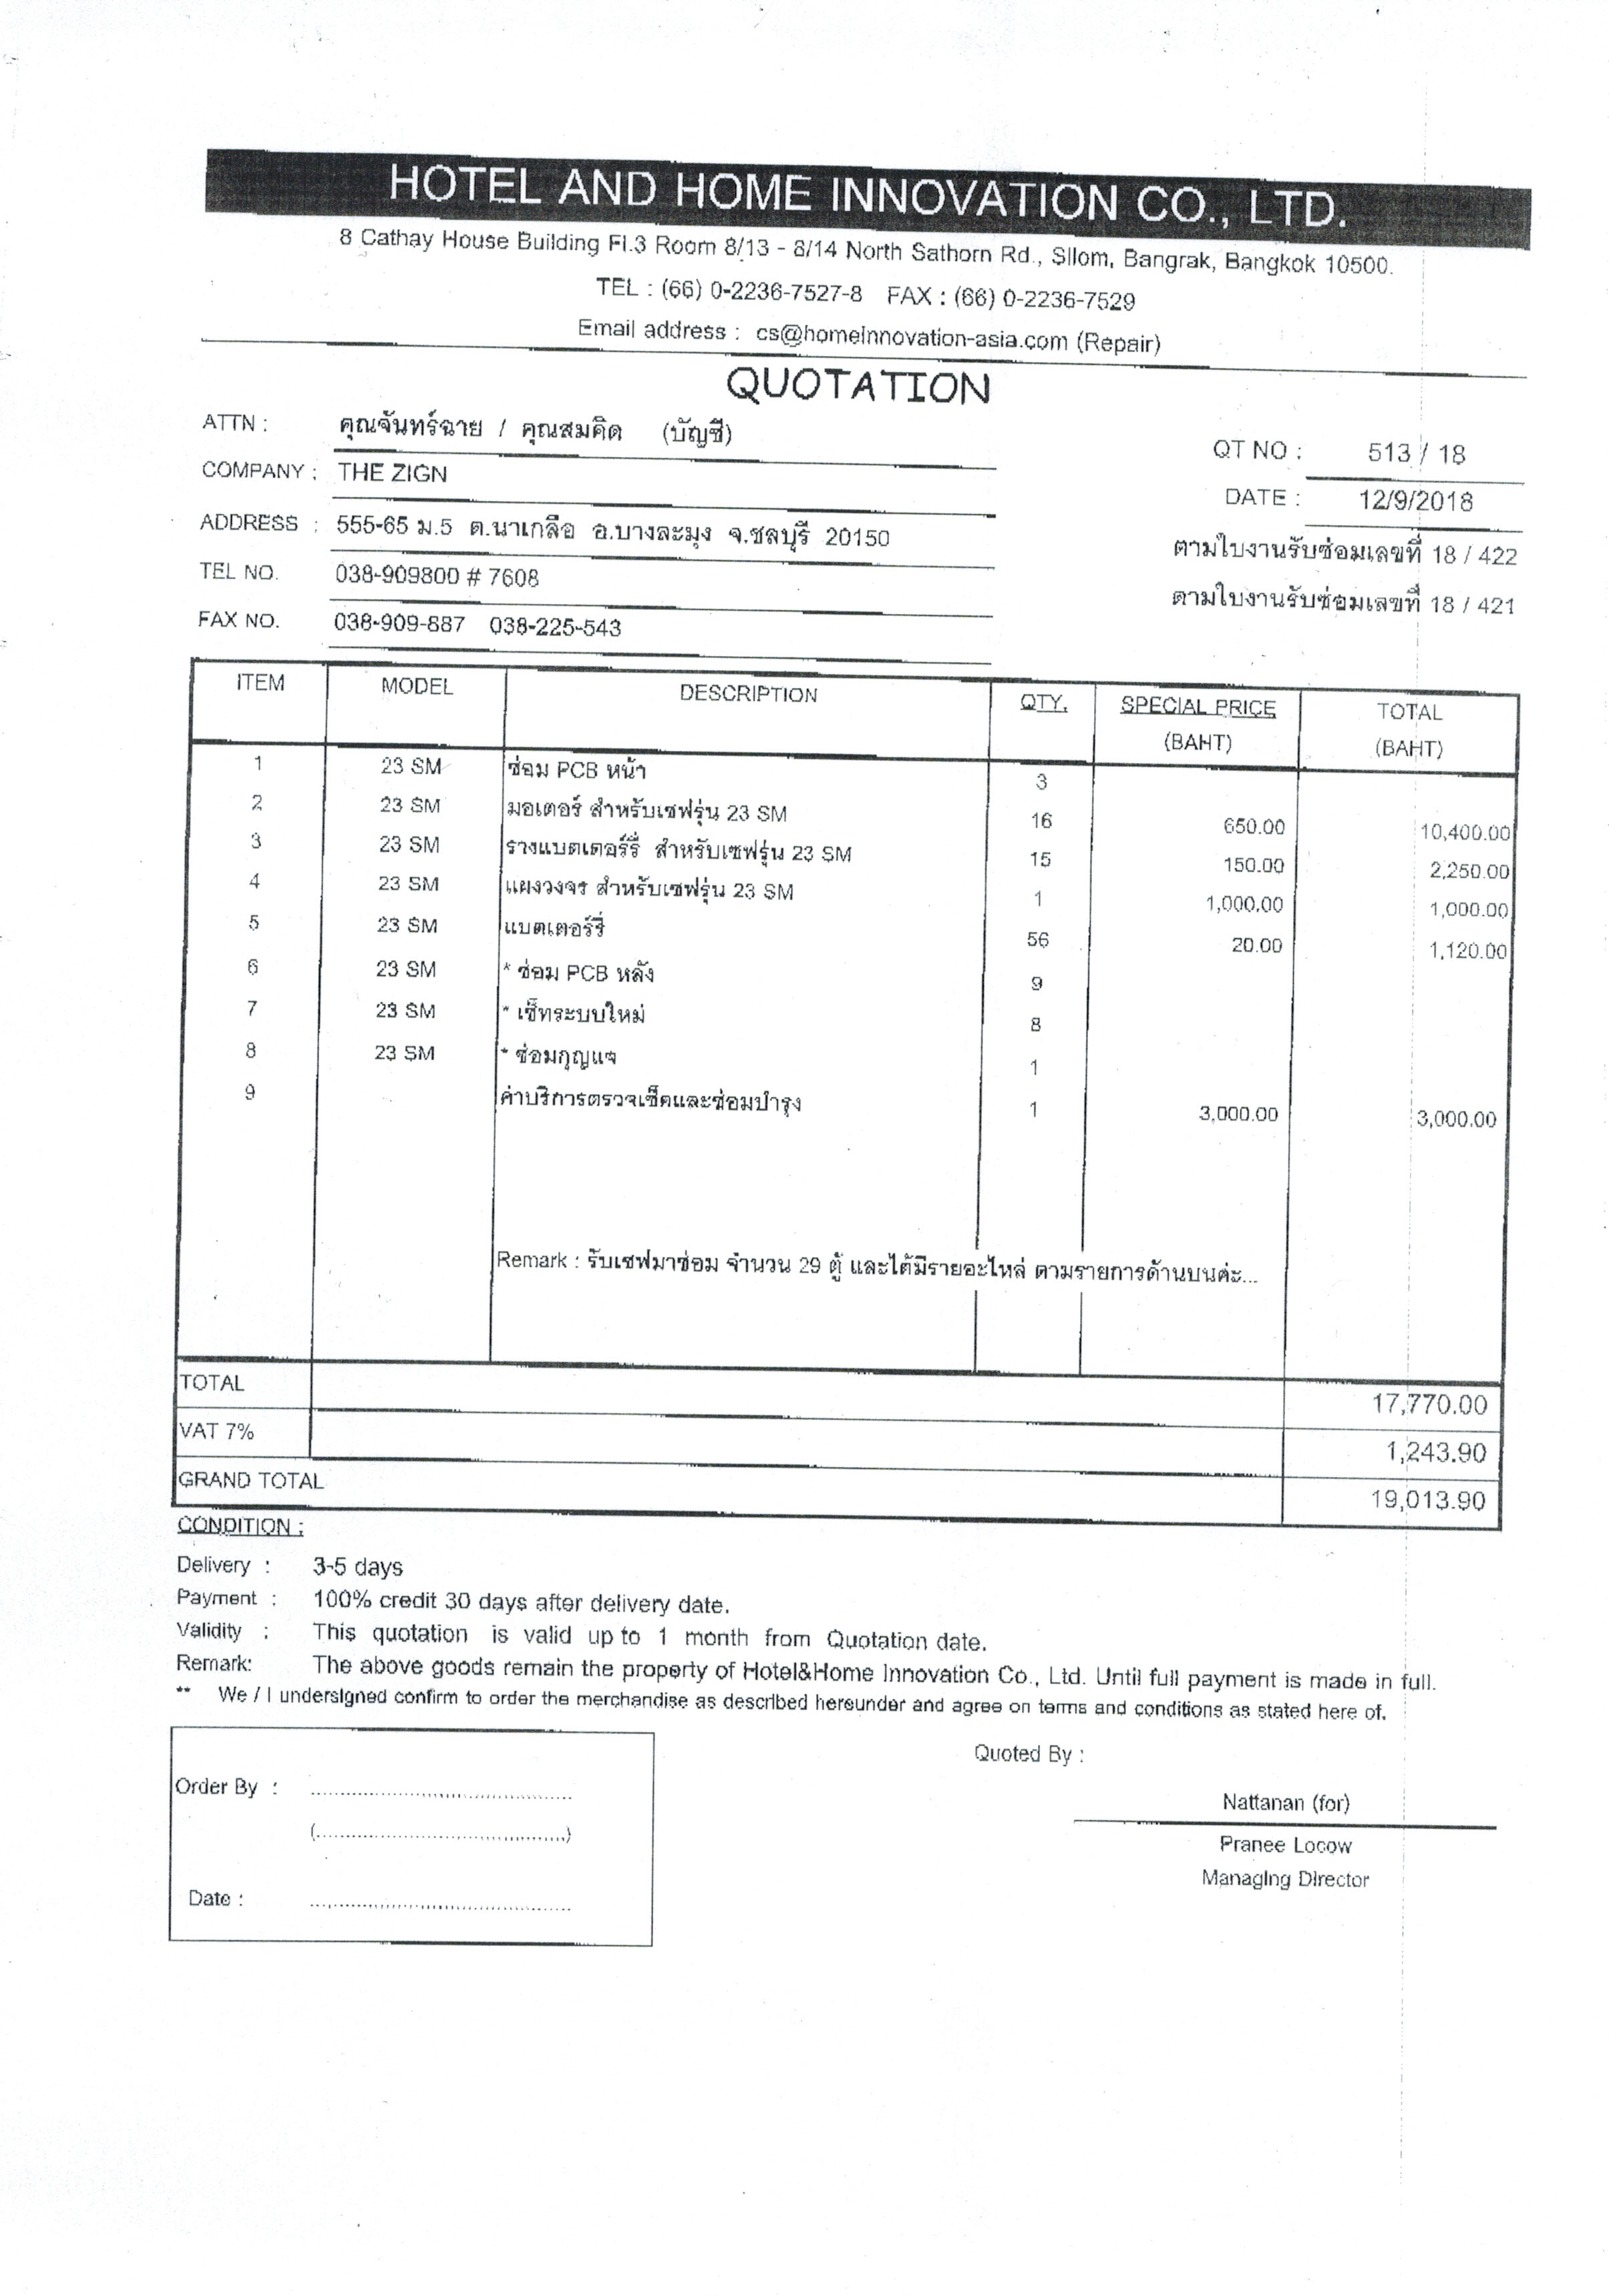 HOTEL AND HOME INNOVATION CO., LTD.
8 Cathay House Building Fl.3 Room 8/13 - 8/14 North Sathorn Rd., Silom, Bangrak, Bangkok 10500.
TEL : (66) 0-2236-7527-8 FAX : (66) 0-2236-7529
Email address : cs@homeinnovation-asia.com (Repair)
QUOTATION
ATTN : คุณจันทร์ฉาย / คุณสมคิด (บัญชี)
QT NO : 513 / 18
COMPANY : THE ZIGN
DATE : 12/9/2018
ADDRESS : 555-65 ม.5 ต.นาเกลือ อ.บางละมุง จ.ชลบุรี 20150
ตามใบงานรับซ่อมเลขที่ 18 / 422
TEL NO. 038-909800 # 7608
ตามใบงานรับซ่อมเลขที่ 18 / 421
FAX NO. 038-909-887 038-225-543
ITEM MODEL DESCRIPTION QTY. SPECIAL PRICE TOTAL
(BAHT) (BAHT)
1 23 SM ซ่อม PCB หน้า 3
2 23 SM มอเตอร์ สำหรับเซฟรุ่น 23 SM 16 650.00 10,400.00
3 23 SM รางแบตเตอร์รี่ สำหรับเซฟรุ่น 23 SM 15 150.00 2,250.00
4 23 SM แผงวงจร สำหรับเซฟรุ่น 23 SM 1 1,000.00 1,000.00
5 23 SM แบตเตอร์รี่ 56 20.00 1,120.00
6 23 SM * ซ่อม PCB หลัง 9
7 23 SM * เซ็ทระบบใหม่ 8
8 23 SM * ซ่อมกุญแจ 1
9 ค่าบริการตรวจเช็คและซ่อมบำรุง 1 3,000.00 3,000.00
Remark : รับเซฟมาซ่อม จำนวน 29 ตู้ และได้มีรายอะไหล่ ตามรายการด้านบนค่ะ...
TOTAL 17,770.00
VAT 7% 1,243.90
GRAND TOTAL 19,013.90
CONDITION :
Delivery : 3-5 days
Payment : 100% credit 30 days after delivery date.
Validity : This quotation is valid up to 1 month from Quotation date.
Remark: The above goods remain the property of Hotel&Home Innovation Co., Ltd. Until full payment is made in full.
** We / I undersigned confirm to order the merchandise as described hereunder and agree on terms and conditions as stated here of.
Quoted By :
Order By : ........................................
Nattanan (for)
(........................................)
Pranee Locow
Managing Director
Date : ........................................